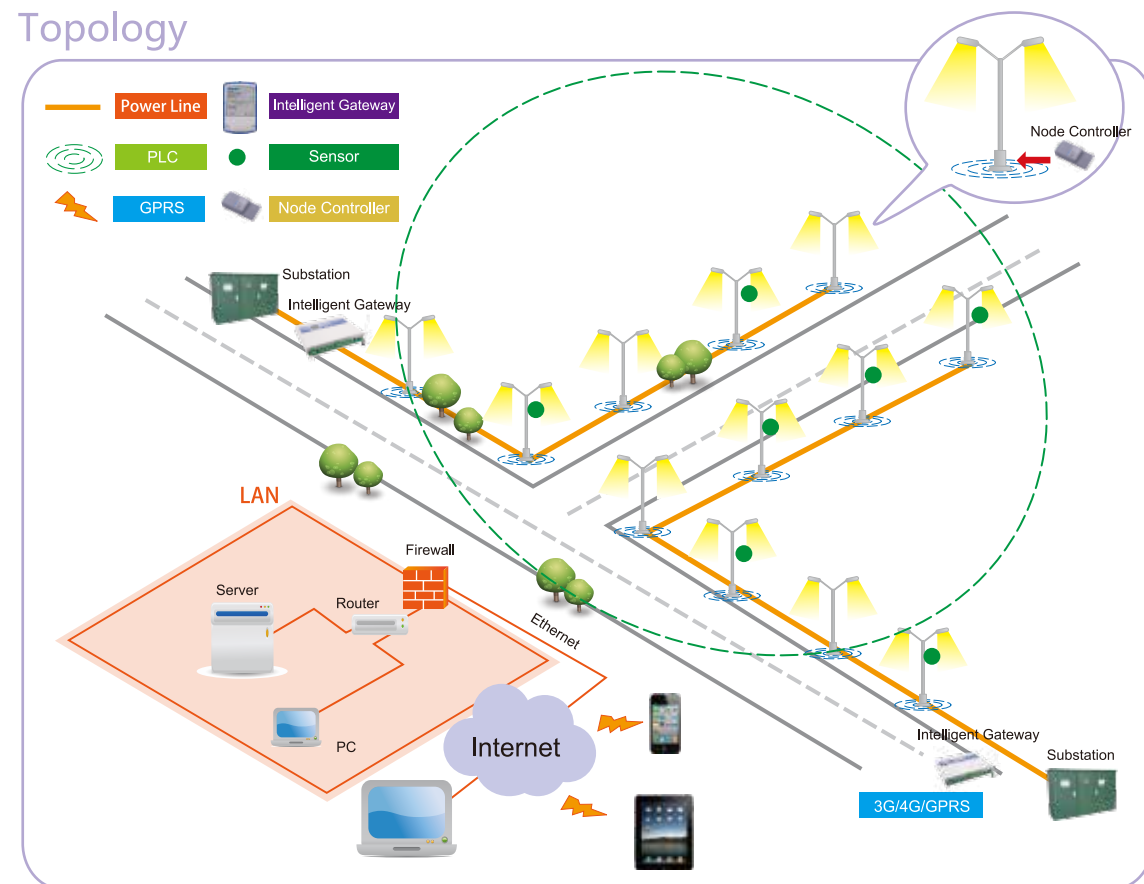 Topology
Power Line
Intelligent Gateway
PLC
Sensor
GPRS
Node Controller
Node Controller
Substation
Intelligent Gateway
LAN
Firewall
Server
Router
Ethernet
PC
Internet
Intelligent Gateway
Substation
3G/4G/GPRS